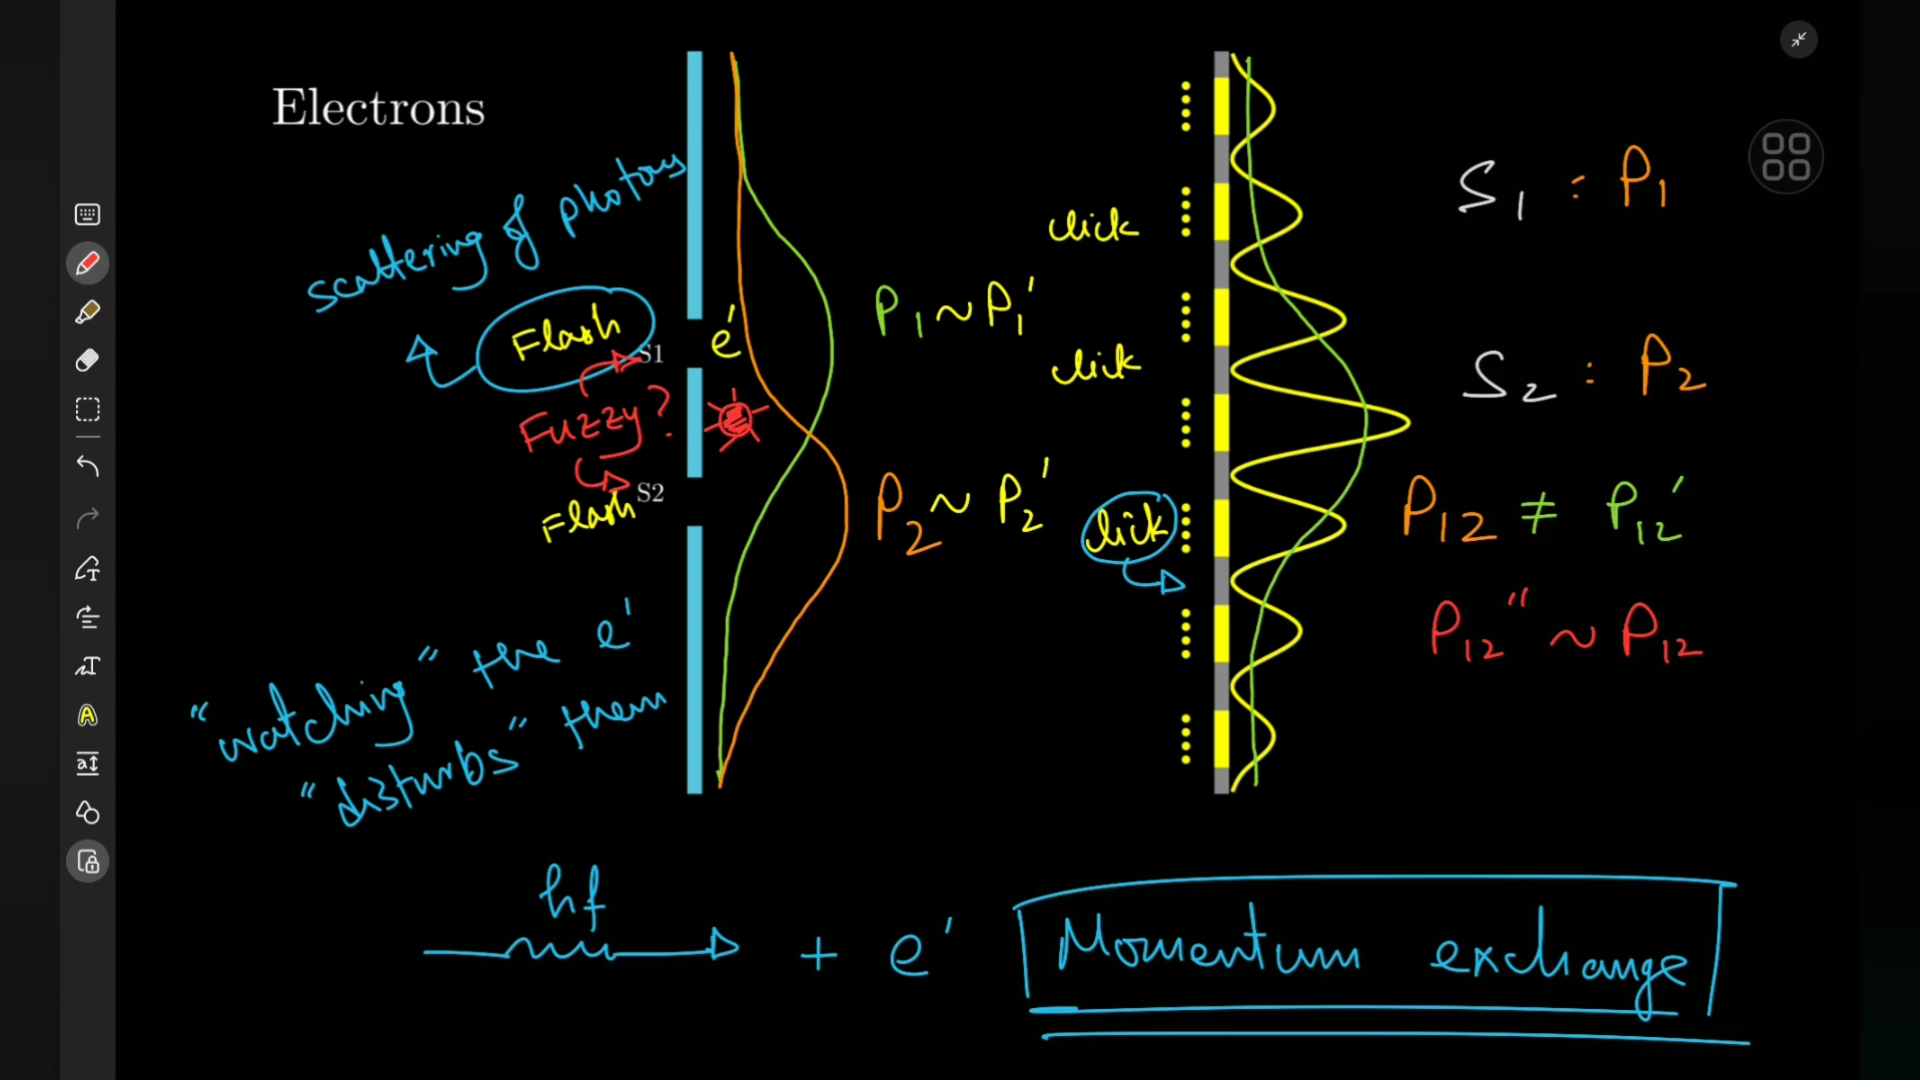 Electrons
scattering of photons
Flash
S1
e'
P1 ~ P1'
click
click
S1 : P1
Fuzzy?
S2
Flash
P2 ~ P2'
click
S2 : P2
P12 ≠ P12'
P12" ~ P12
"watching" the e'
"disturbs" them
hf
+ e'
Momentum exchange